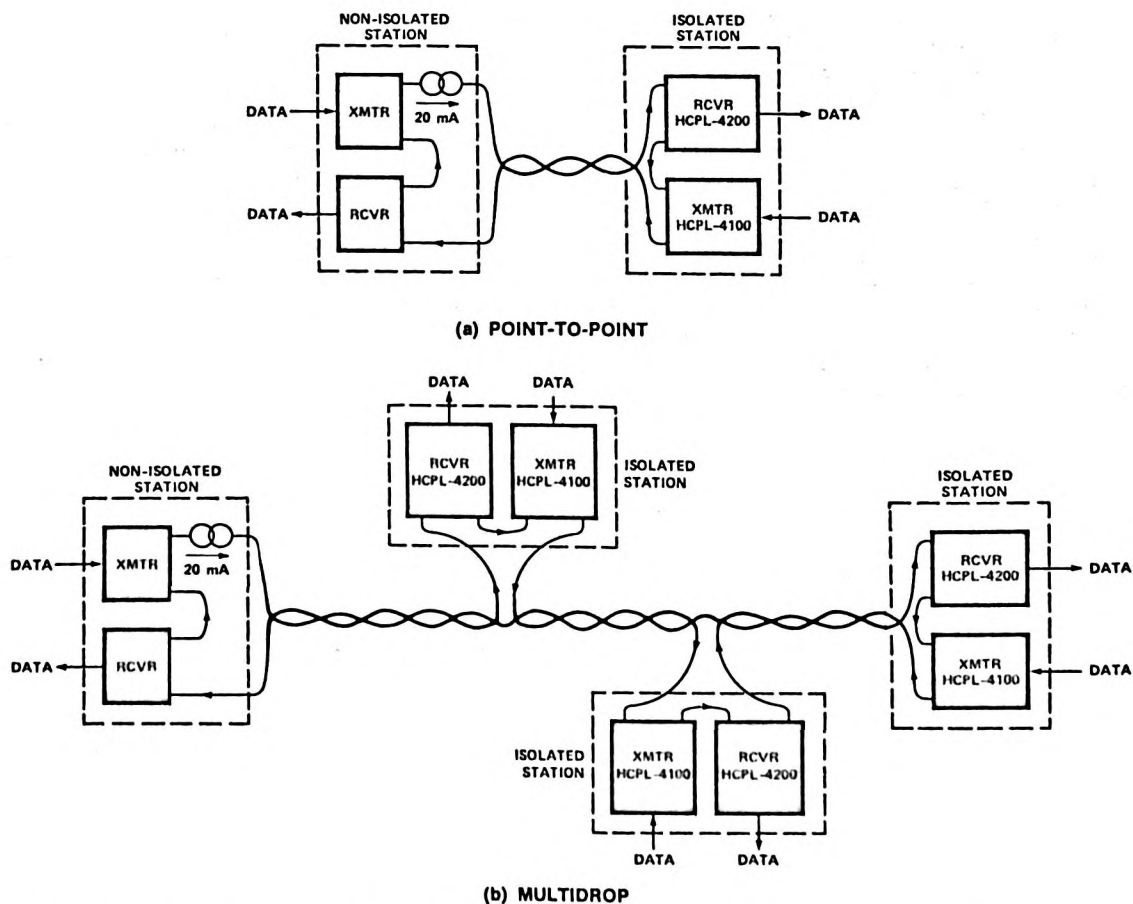 NON-ISOLATED
STATION
ISOLATED
STATION
DATA
XMTR
20 mA
RCVR
HCPL-4200
DATA
DATA
RCVR
XMTR
HCPL-4100
DATA
(a) POINT-TO-POINT
DATA
DATA
RCVR
HCPL-4200
XMTR
HCPL-4100
ISOLATED
STATION
NON-ISOLATED
STATION
ISOLATED
STATION
DATA
XMTR
20 mA
RCVR
HCPL-4200
DATA
DATA
RCVR
XMTR
HCPL-4100
DATA
ISOLATED
STATION
XMTR
HCPL-4100
RCVR
HCPL-4200
DATA
DATA
(b) MULTIDROP